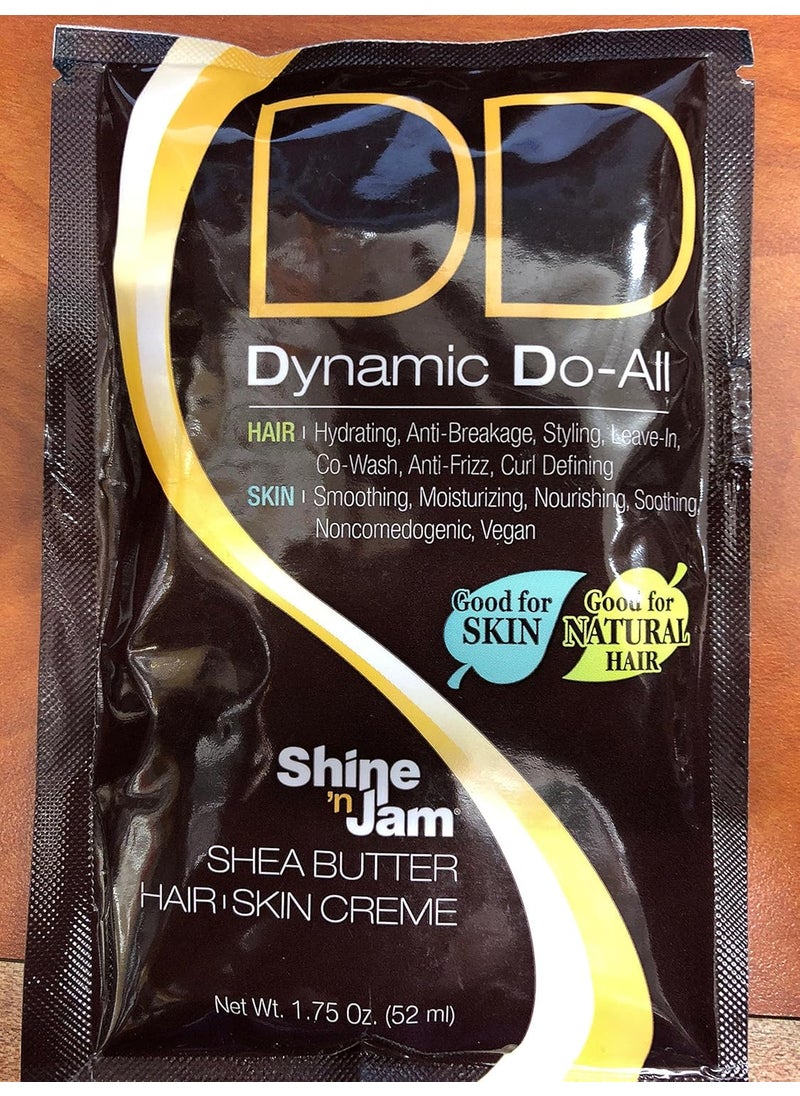 DD
Dynamic Do-All
HAIR | Hydrating, Anti-Breakage, Styling, Leave-In,
Co-Wash, Anti-Frizz, Curl Defining
SKIN | Smoothing, Moisturizing, Nourishing, Soothing,
Noncomedogenic, Vegan
Good for
SKIN
Good for
NATURAL
HAIR
Shine
'n
Jam®
SHEA BUTTER
HAIR | SKIN CREME
Net Wt. 1.75 Oz. (52 ml)